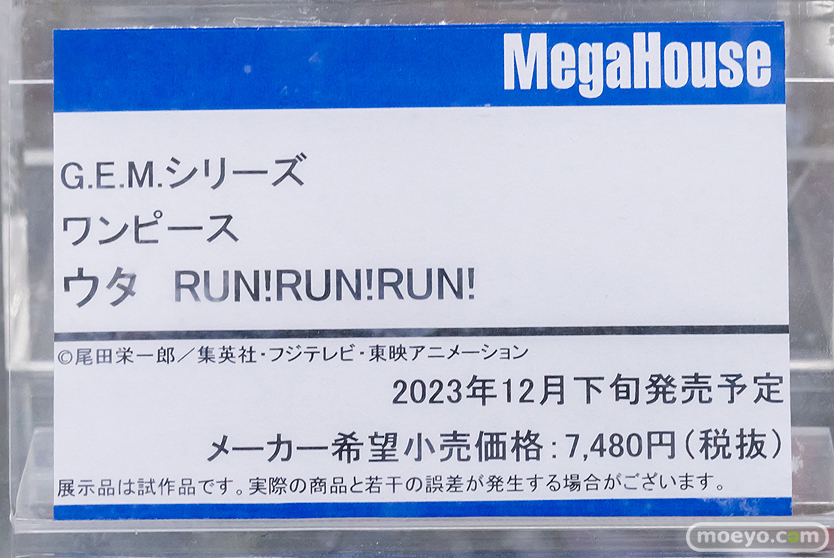 MegaHouse
G.E.M.シリーズ
ワンピース
ウタ　RUN!RUN!RUN!
©尾田栄一郎／集英社・フジテレビ・東映アニメーション
2023年12月下旬発売予定
メーカー希望小売価格：7,480円（税抜）
展示品は試作品です。実際の商品と若干の誤差が発生する場合がございます。
moeyo.com